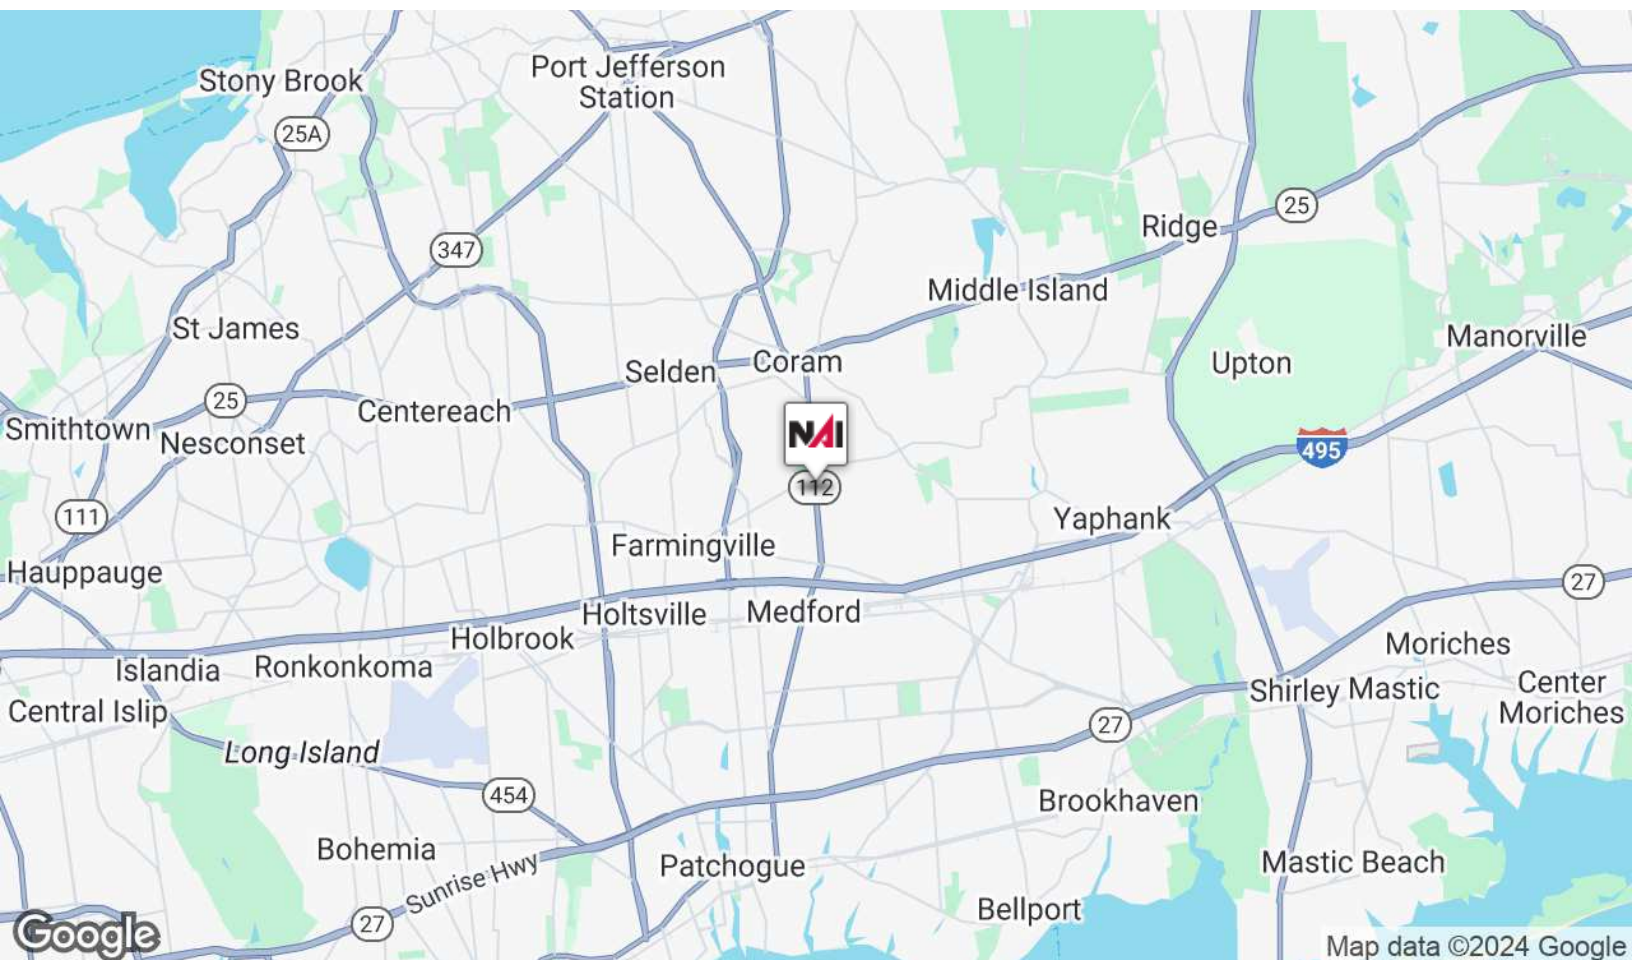 Stony Brook
Port Jefferson
Station
25A
25
Ridge
347
Middle Island
St James
Manorville
Coram
Upton
Selden
25
Centereach
Smithtown
Nesconset
NAI
495
112
111
Yaphank
Farmingville
Hauppauge
27
Holtsville
Medford
Holbrook
Moriches
Islandia
Ronkonkoma
Shirley
Mastic
Center
Moriches
Central Islip
27
Long Island
454
Brookhaven
Bohemia
Patchogue
Mastic Beach
Sunrise Hwy
Bellport
27
Google
Map data ©2024 Google